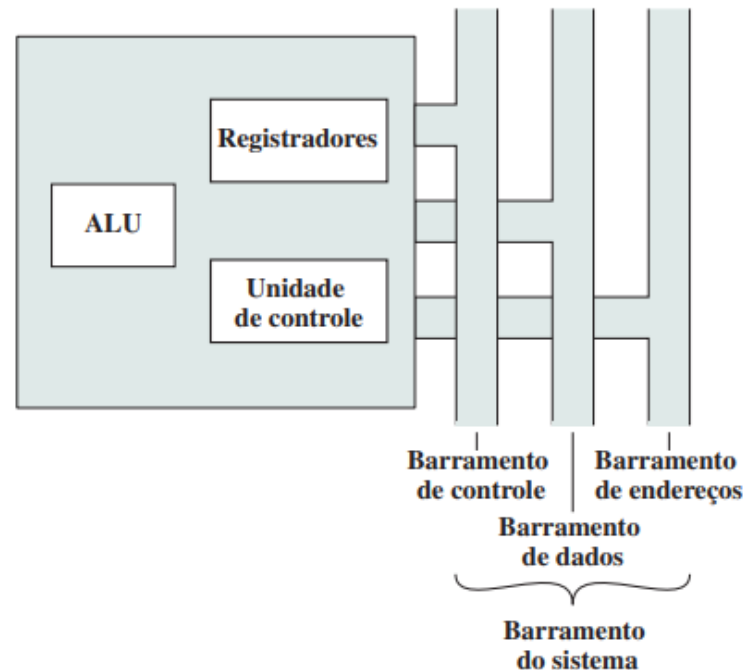 Registradores
ALU
Unidade
de controle
Barramento
de controle
Barramento
de endereços
Barramento
de dados
Barramento
do sistema